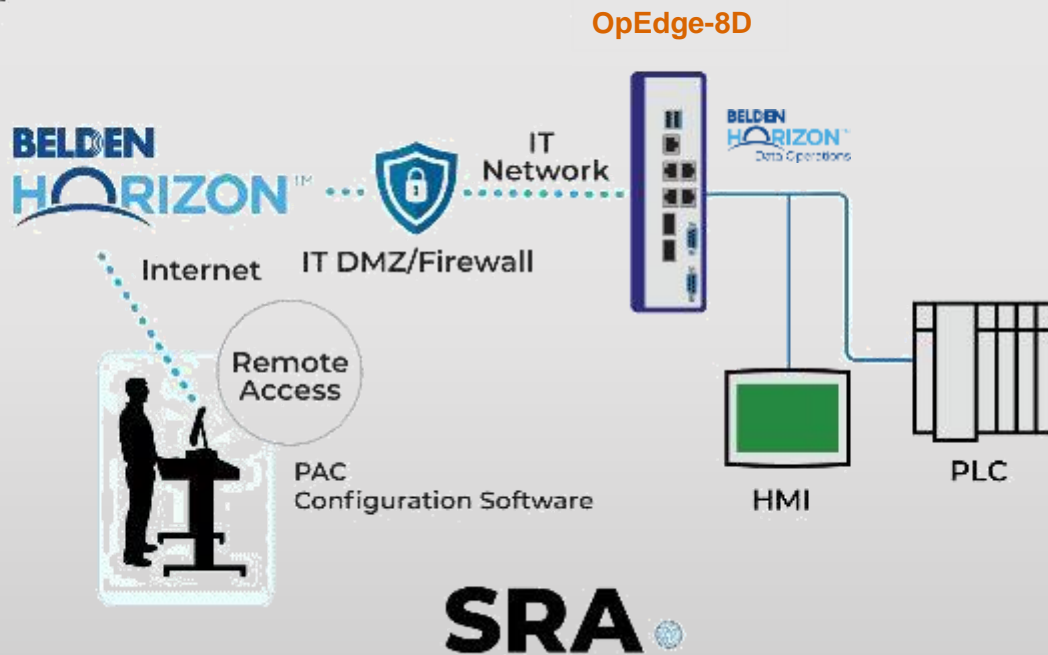 OpEdge-8D
BELDEN
HORIZON™
IT
Network
BELDEN
HORIZON™
Data Operations
Internet
IT DMZ/Firewall
Remote
Access
PAC
Configuration Software
HMI
PLC
SRA